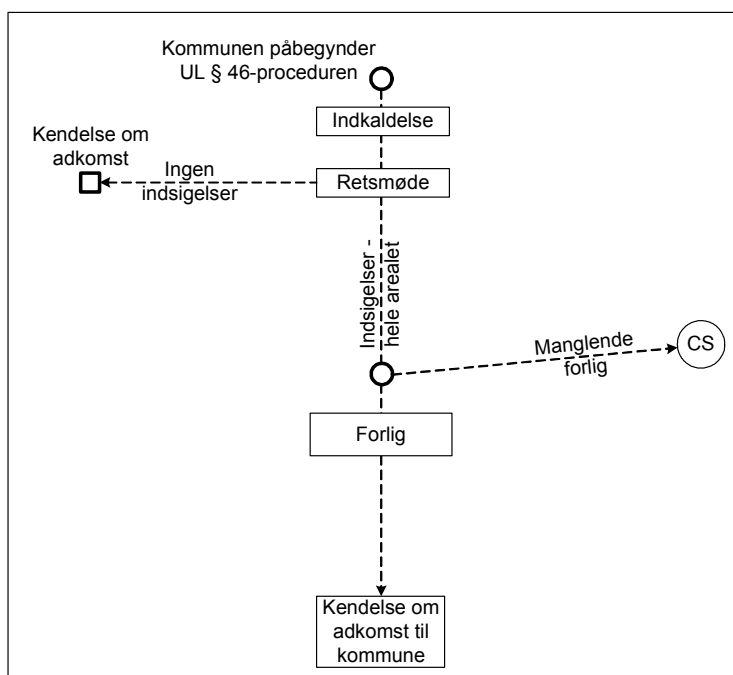 Kommunen påbegynder
UL § 46-proceduren
Indkaldelse
Kendelse om
adkomst
Ingen
indsigelser
Retsmøde
Indsigelser -
hele arealet
Manglende
forlig
CS
Forlig
Kendelse om
adkomst til
kommune